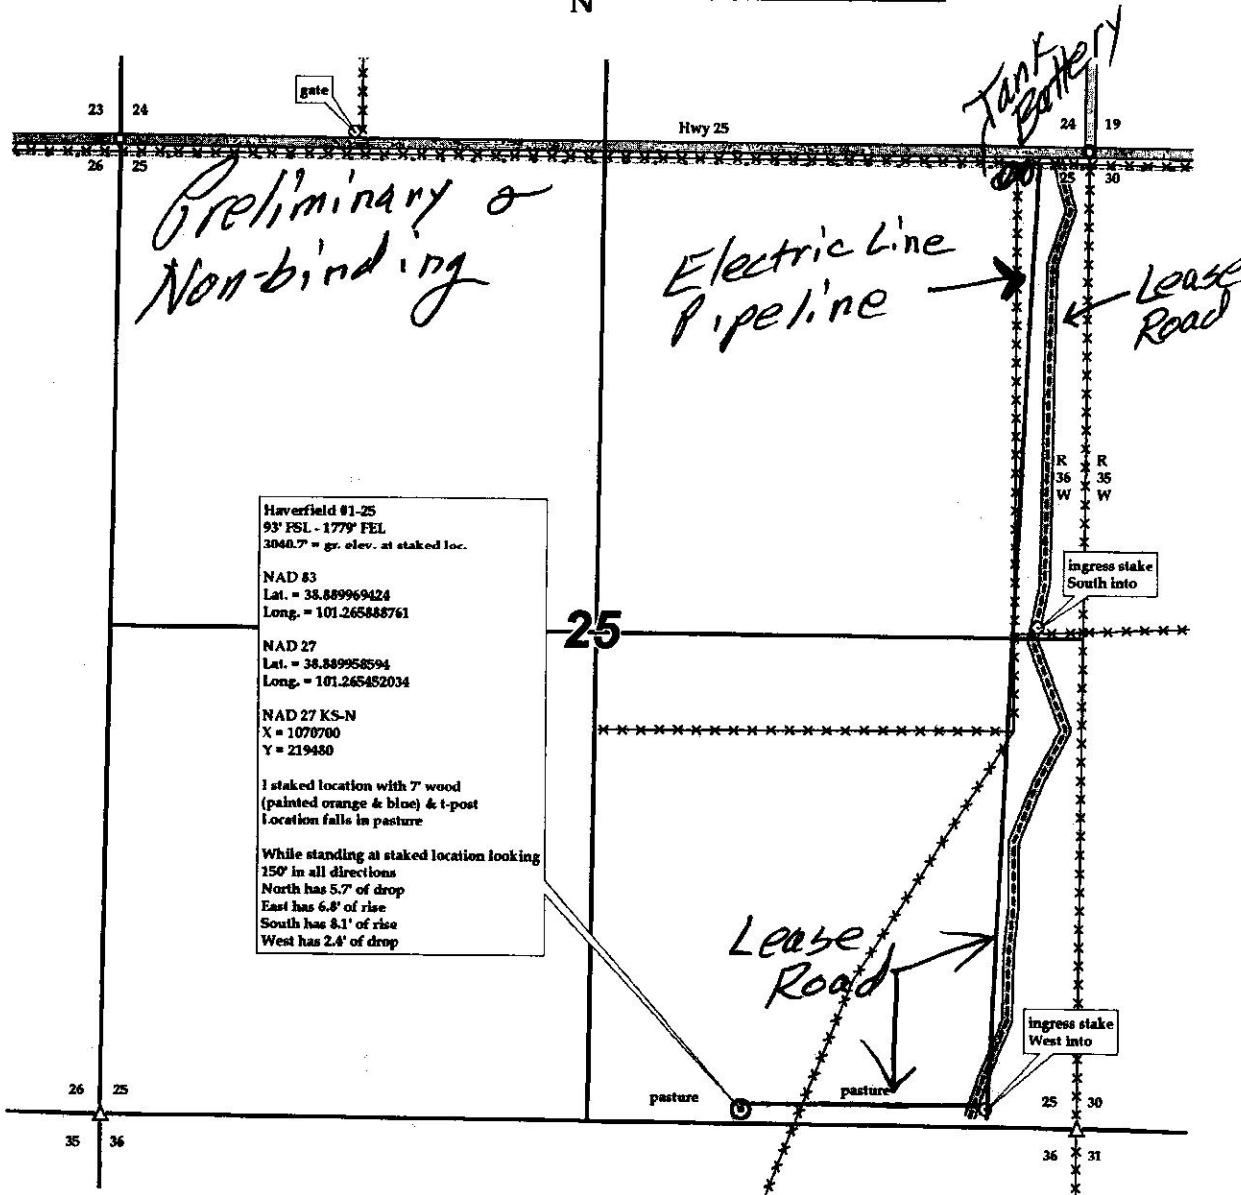 N
Tank
Battery
gate
23 24
Hwy 25
24 19
26 25
25 30
Preliminary &
Non-binding
Electric Line
Pipeline
Lease
Road
R
36
W
R
35
W
Haverfield #1-25
93' FSL - 1779' FEL
3040.7' = gr. elev. at staked loc.
NAD 83
Lat. = 38.889969424
Long. = 101.265888761
NAD 27
Lat. = 38.889958594
Long. = 101.265452034
NAD 27 KS-N
X = 1070700
Y = 219480
I staked location with 7' wood
(painted orange & blue) & t-post
Location falls in pasture
While standing at staked location looking
150' in all directions
North has 5.7' of drop
East has 6.8' of rise
South has 8.1' of rise
West has 2.4' of drop
ingress stake
South into
25
Lease
Road
ingress stake
West into
pasture
pasture
26 25
25 30
35 36
36 31